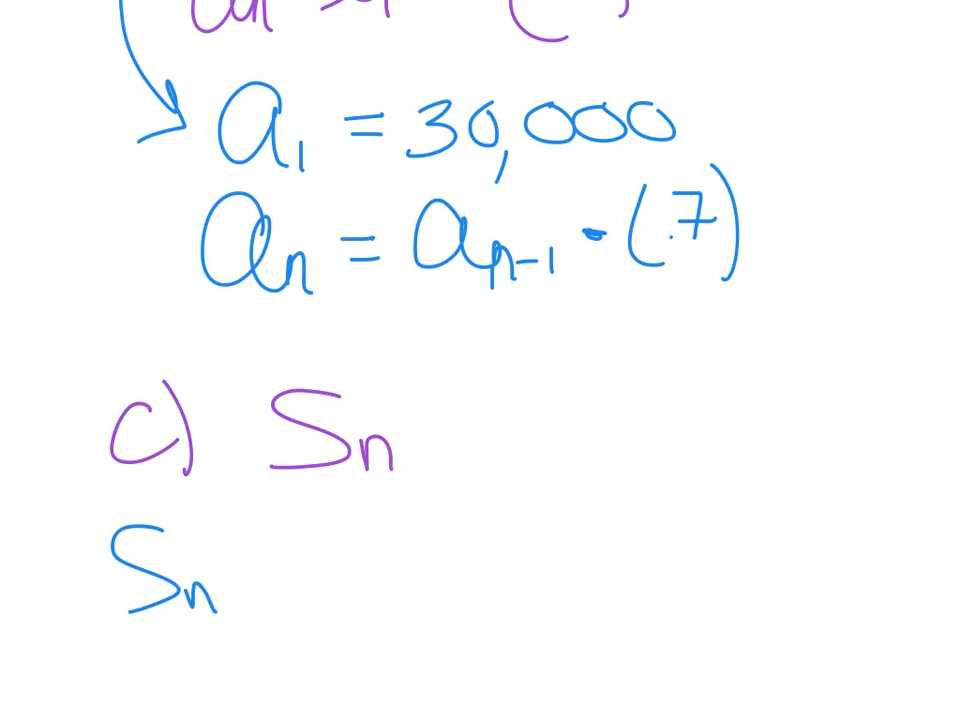 a₁ = 30,000
aₙ = aₙ₋₁ · (.7)
c) Sₙ
Sₙ